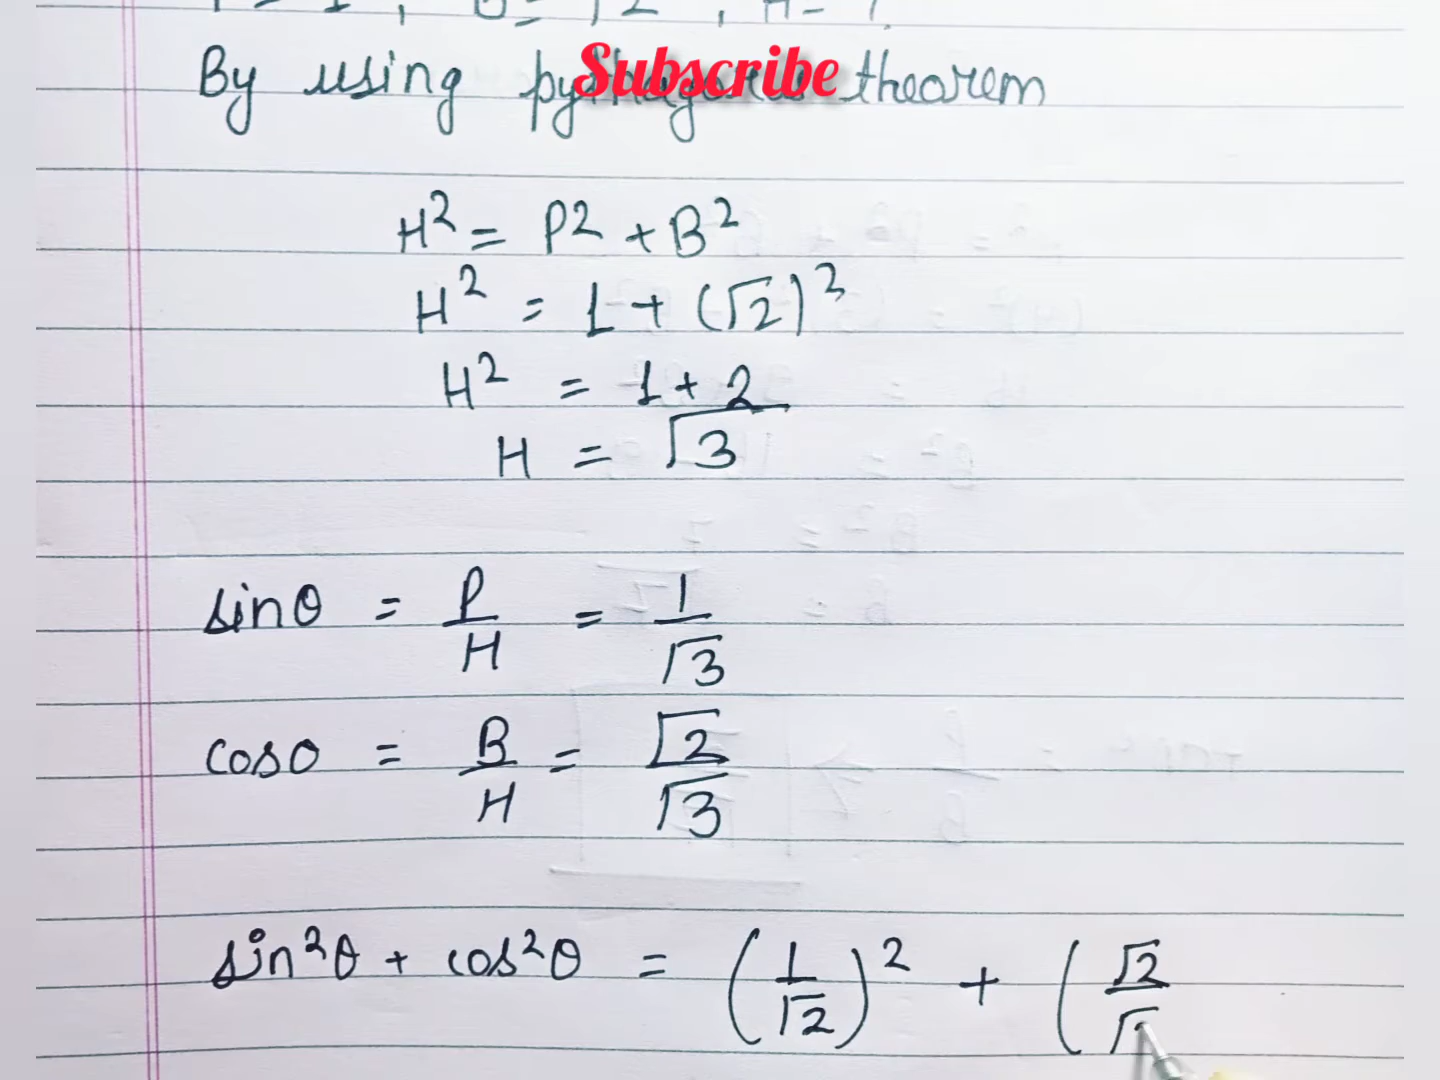 By using Subscribe theorem
H² = P² + B²
H² = 1 + (√2)²
H² = 1 + 2
H = √3
sinθ = P/H = 1/√3
cosθ = B/H = √2/√3
sin²θ + cos²θ = (1/√2)² + (√2/√